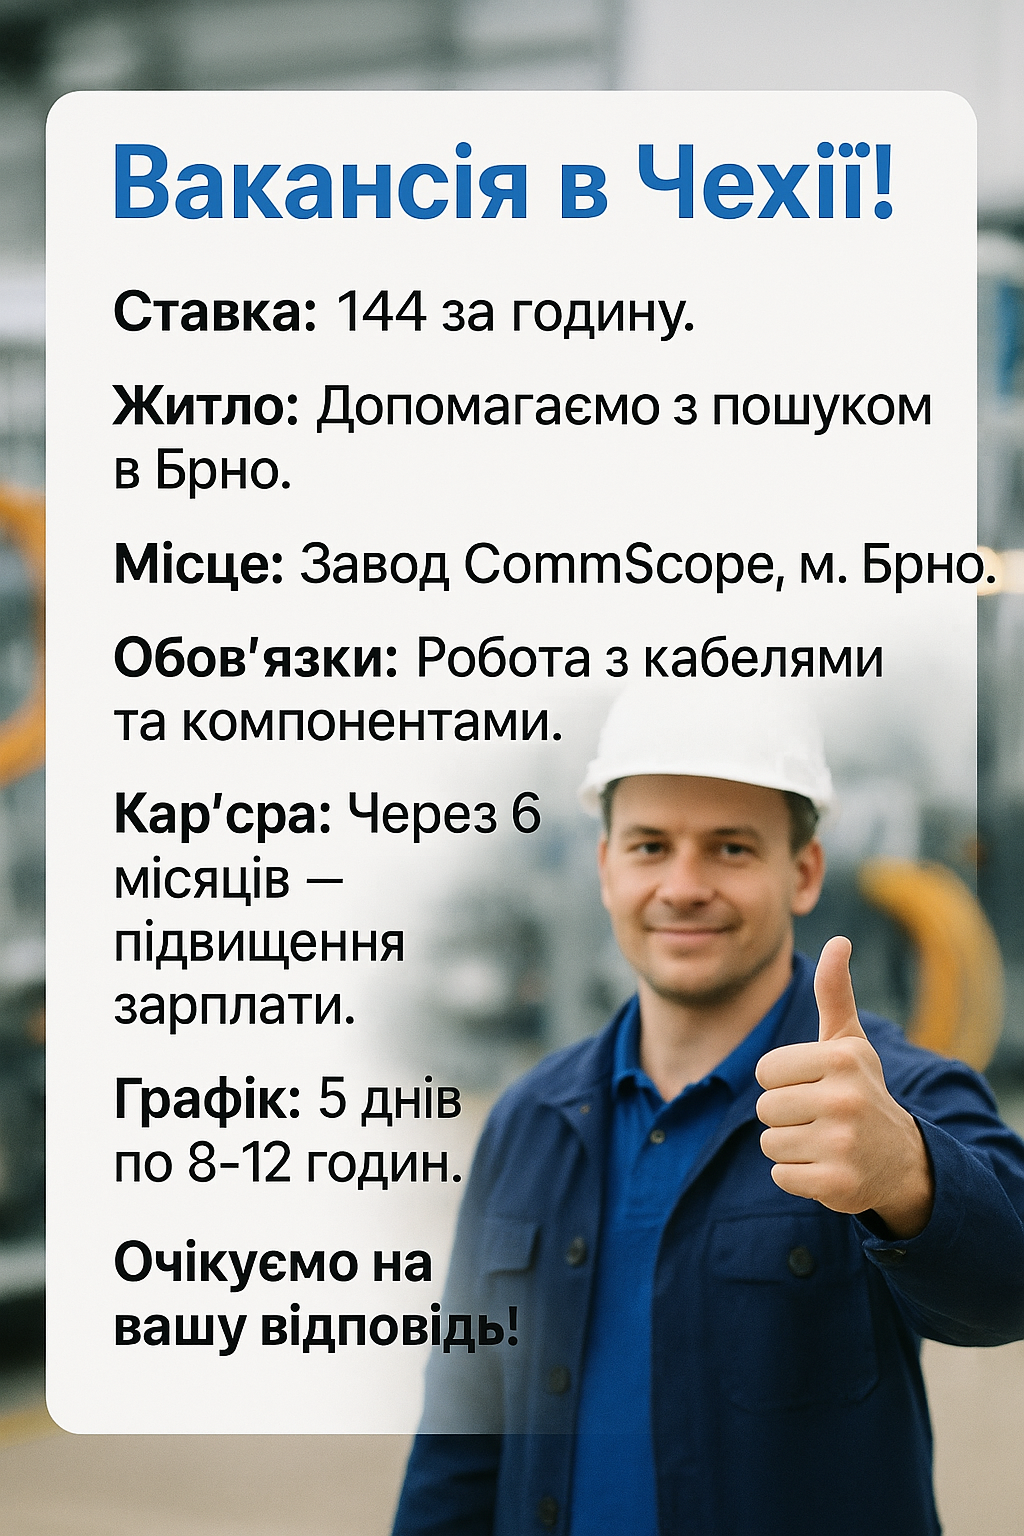 Вакансія в Чехії!
Ставка: 144 за годину.
Житло: Допомагаємо з пошуком
в Брно.
Місце: Завод CommScope, м. Брно.
Обов’язки: Робота з кабелями
та компонентами.
Кар’єра: Через 6
місяців —
підвищення
зарплати.
Графік: 5 днів
по 8-12 годин.
Очікуємо на
вашу відповідь!